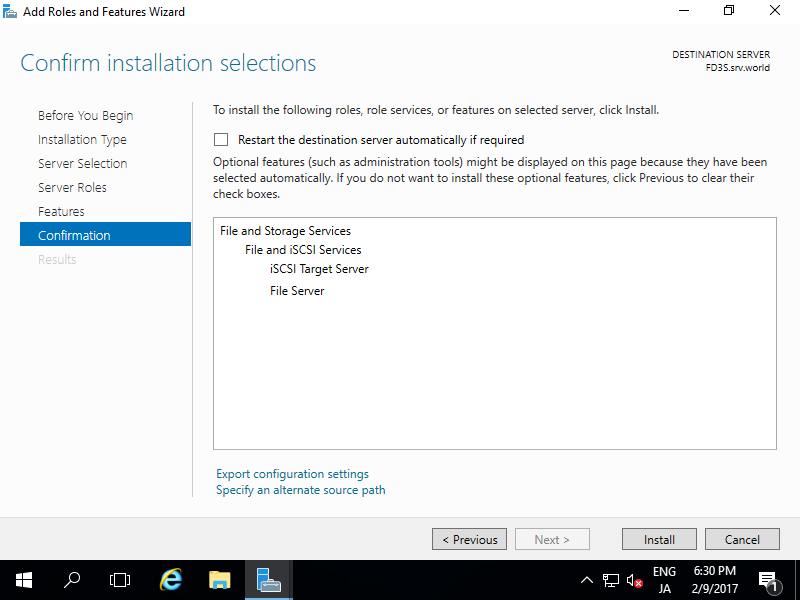 Add Roles and Features Wizard
Confirm installation selections
DESTINATION SERVER
FD3S.srv.world
Before You Begin
Installation Type
Server Selection
Server Roles
Features
Confirmation
Results
To install the following roles, role services, or features on selected server, click Install.
Restart the destination server automatically if required
Optional features (such as administration tools) might be displayed on this page because they have been
selected automatically. If you do not want to install these optional features, click Previous to clear their
check boxes.
File and Storage Services
File and iSCSI Services
iSCSI Target Server
File Server
Export configuration settings
Specify an alternate source path
< Previous
Next >
Install
Cancel
ENG
JA
6:30 PM
2/9/2017
1